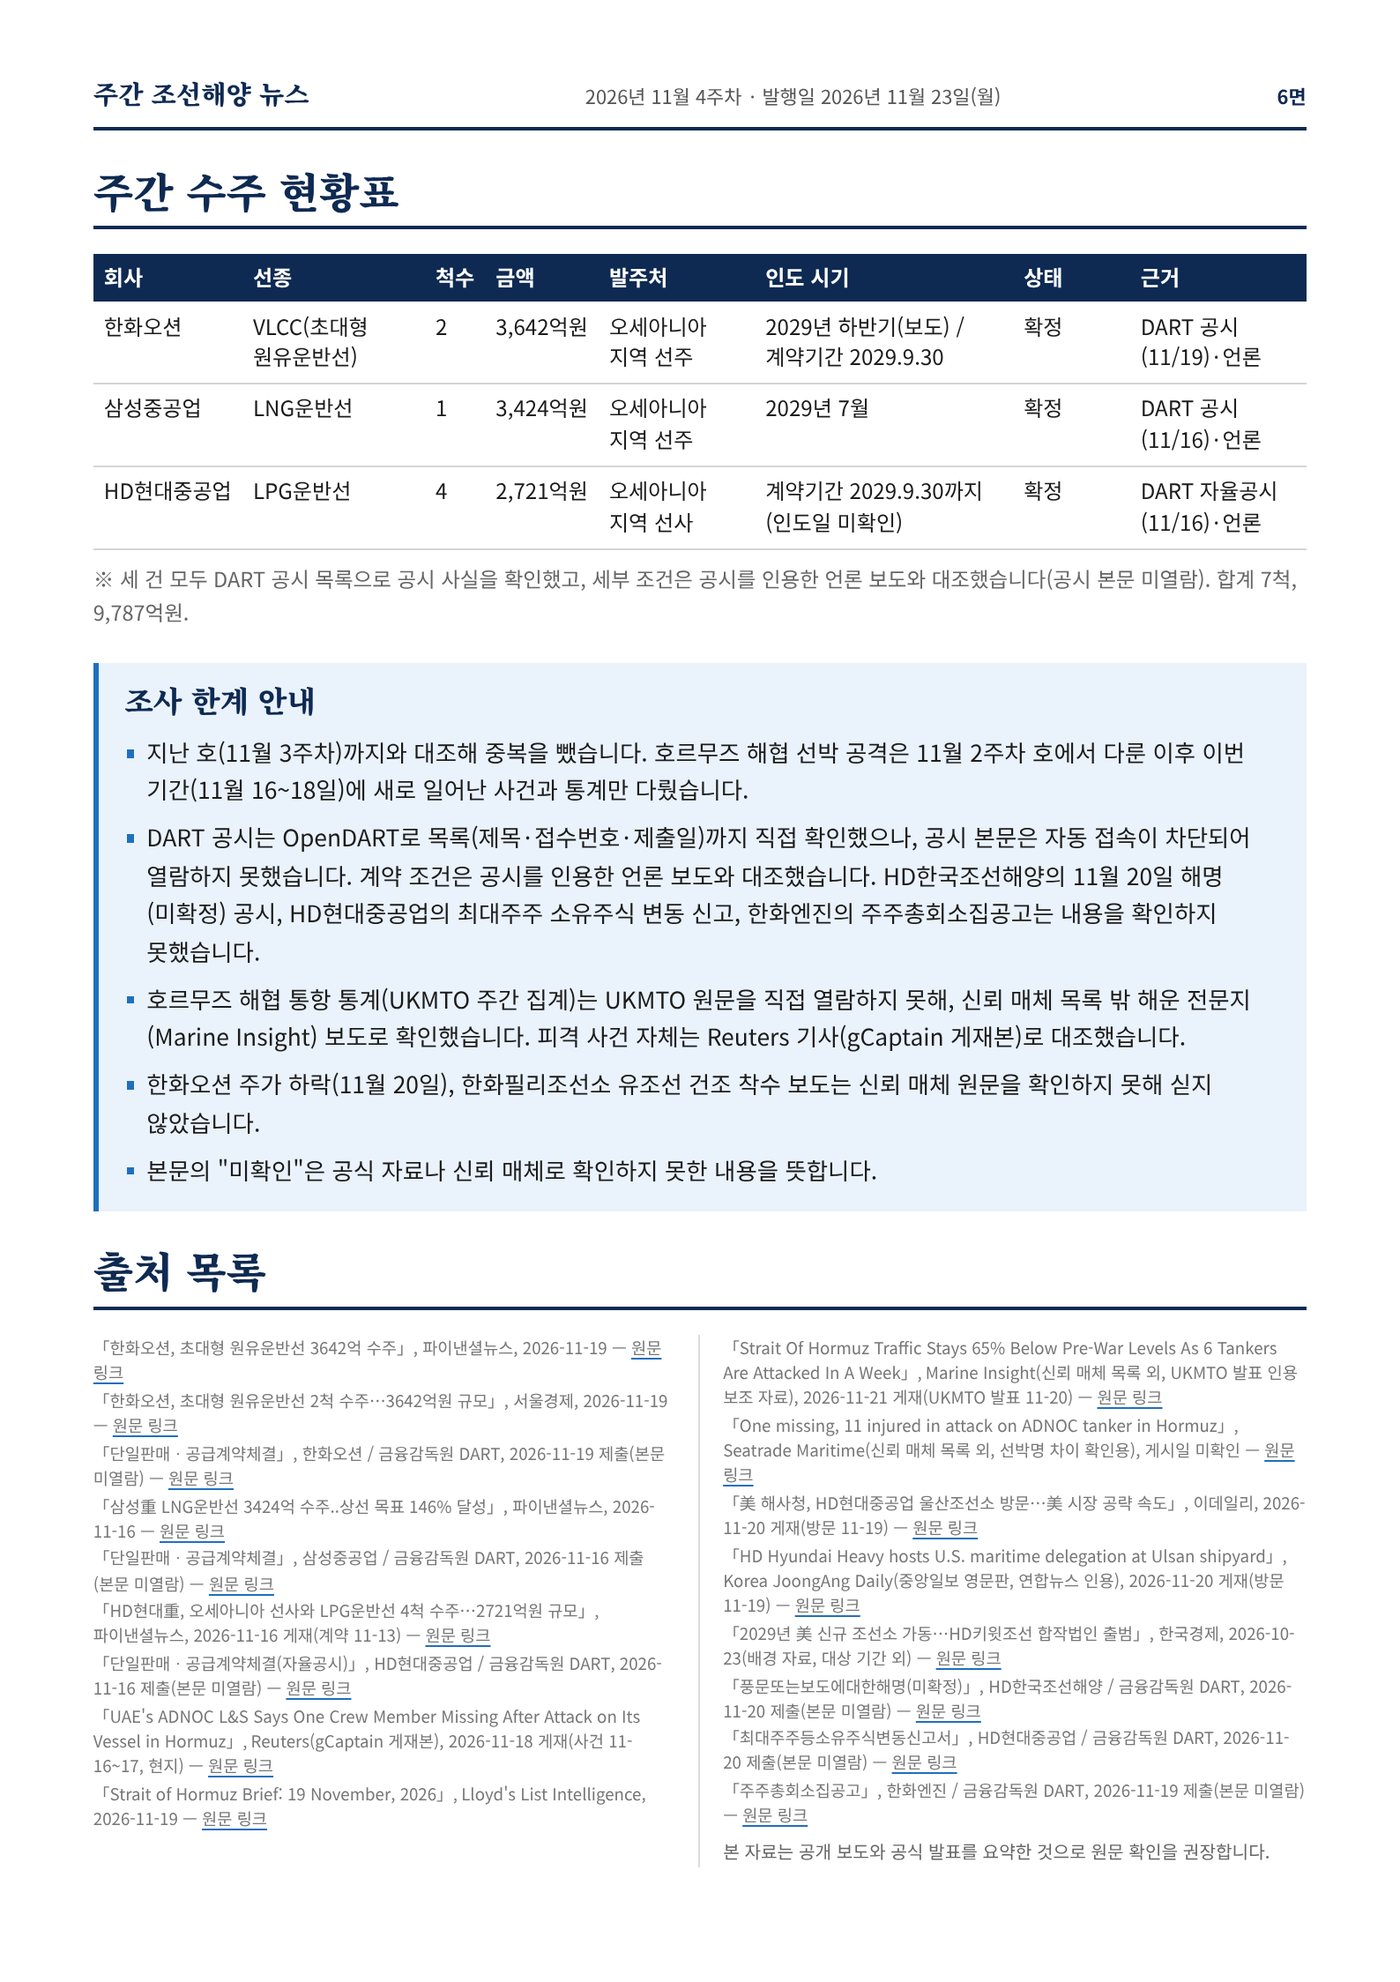 주간 조선해양 뉴스
2026년 11월 4주차 · 발행일 2026년 11월 23일(월)
6면
주간 수주 현황표
회사 선종 척수 금액 발주처 인도 시기 상태 근거
한화오션 VLCC(초대형 2 3,642억원 오세아니아 2029년 하반기(보도) / 확정 DART 공시
원유운반선) 지역 선주 계약기간 2029.9.30 (11/19)·언론
삼성중공업 LNG운반선 1 3,424억원 오세아니아 2029년 7월 확정 DART 공시
지역 선주 (11/16)·언론
HD현대중공업 LPG운반선 4 2,721억원 오세아니아 계약기간 2029.9.30까지 확정 DART 자율공시
지역 선사 (인도일 미확인) (11/16)·언론
※ 세 건 모두 DART 공시 목록으로 공시 사실을 확인했고, 세부 조건은 공시를 인용한 언론 보도와 대조했습니다(공시 본문 미열람). 합계 7척,
9,787억원.
조사 한계 안내
▪ 지난 호(11월 3주차)까지와 대조해 중복을 뺐습니다. 호르무즈 해협 선박 공격은 11월 2주차 호에서 다룬 이후 이번
기간(11월 16~18일)에 새로 일어난 사건과 통계만 다뤘습니다.
▪ DART 공시는 OpenDART로 목록(제목·접수번호·제출일)까지 직접 확인했으나, 공시 본문은 자동 접속이 차단되어
열람하지 못했습니다. 계약 조건은 공시를 인용한 언론 보도와 대조했습니다. HD한국조선해양의 11월 20일 해명
(미확정) 공시, HD현대중공업의 최대주주 소유주식 변동 신고, 한화엔진의 주주총회소집공고는 내용을 확인하지
못했습니다.
▪ 호르무즈 해협 통항 통계(UKMTO 주간 집계)는 UKMTO 원문을 직접 열람하지 못해, 신뢰 매체 목록 밖 해운 전문지
(Marine Insight) 보도로 확인했습니다. 피격 사건 자체는 Reuters 기사(gCaptain 게재본)로 대조했습니다.
▪ 한화오션 주가 하락(11월 20일), 한화필리조선소 유조선 건조 착수 보도는 신뢰 매체 원문을 확인하지 못해 싣지
않았습니다.
▪ 본문의 "미확인"은 공식 자료나 신뢰 매체로 확인하지 못한 내용을 뜻합니다.
출처 목록
「한화오션, 초대형 원유운반선 3642억 수주」, 파이낸셜뉴스, 2026-11-19 — 원문
링크
「한화오션, 초대형 원유운반선 2척 수주…3642억원 규모」, 서울경제, 2026-11-19
— 원문 링크
「단일판매ㆍ공급계약체결」, 한화오션 / 금융감독원 DART, 2026-11-19 제출(본문
미열람) — 원문 링크
「삼성重 LNG운반선 3424억 수주..상선 목표 146% 달성」, 파이낸셜뉴스, 2026-
11-16 — 원문 링크
「단일판매ㆍ공급계약체결」, 삼성중공업 / 금융감독원 DART, 2026-11-16 제출
(본문 미열람) — 원문 링크
「HD현대重, 오세아니아 선사와 LPG운반선 4척 수주…2721억원 규모」,
파이낸셜뉴스, 2026-11-16 게재(계약 11-13) — 원문 링크
「단일판매ㆍ공급계약체결(자율공시)」, HD현대중공업 / 금융감독원 DART, 2026-
11-16 제출(본문 미열람) — 원문 링크
「UAE's ADNOC L&S Says One Crew Member Missing After Attack on Its
Vessel in Hormuz」, Reuters(gCaptain 게재본), 2026-11-18 게재(사건 11-
16~17, 현지) — 원문 링크
「Strait of Hormuz Brief: 19 November, 2026」, Lloyd's List Intelligence,
2026-11-19 — 원문 링크
「Strait Of Hormuz Traffic Stays 65% Below Pre-War Levels As 6 Tankers
Are Attacked In A Week」, Marine Insight(신뢰 매체 목록 외, UKMTO 발표 인용
보조 자료), 2026-11-21 게재(UKMTO 발표 11-20) — 원문 링크
「One missing, 11 injured in attack on ADNOC tanker in Hormuz」,
Seatrade Maritime(신뢰 매체 목록 외, 선박명 차이 확인용), 게시일 미확인 — 원문
링크
「美 해사청, HD현대중공업 울산조선소 방문…美 시장 공략 속도」, 이데일리, 2026-
11-20 게재(방문 11-19) — 원문 링크
「HD Hyundai Heavy hosts U.S. maritime delegation at Ulsan shipyard」,
Korea JoongAng Daily(중앙일보 영문판, 연합뉴스 인용), 2026-11-20 게재(방문
11-19) — 원문 링크
「2029년 美 신규 조선소 가동…HD키윗조선 합작법인 출범」, 한국경제, 2026-10-
23(배경 자료, 대상 기간 외) — 원문 링크
「풍문또는보도에대한해명(미확정)」, HD한국조선해양 / 금융감독원 DART, 2026-
11-20 제출(본문 미열람) — 원문 링크
「최대주주등소유주식변동신고서」, HD현대중공업 / 금융감독원 DART, 2026-11-
20 제출(본문 미열람) — 원문 링크
「주주총회소집공고」, 한화엔진 / 금융감독원 DART, 2026-11-19 제출(본문 미열람)
— 원문 링크
본 자료는 공개 보도와 공식 발표를 요약한 것으로 원문 확인을 권장합니다.